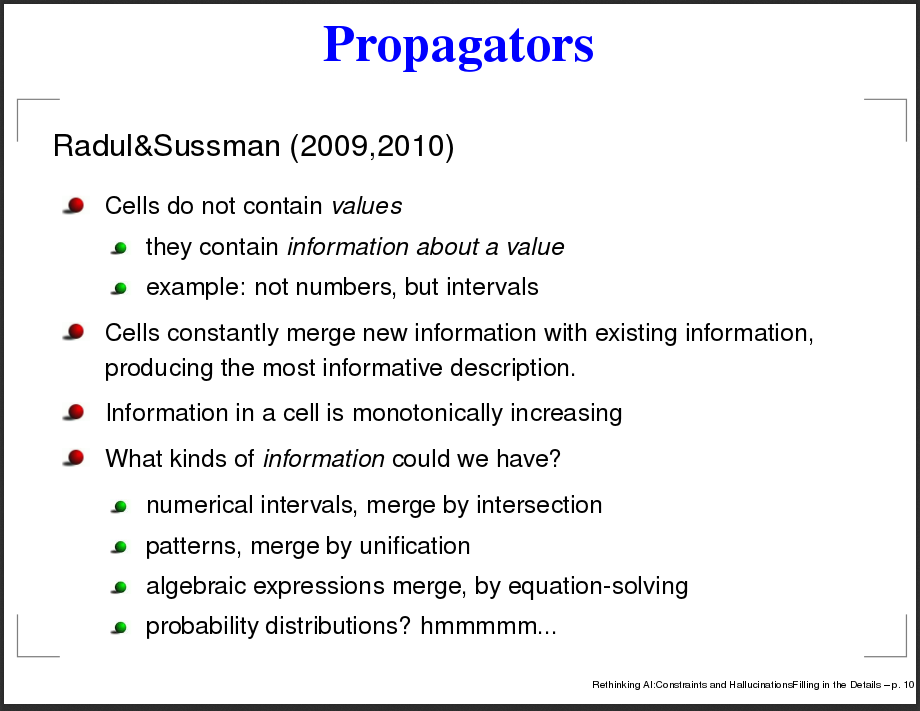 Propagators
Radul&Sussman (2009,2010)
Cells do not contain values
they contain information about a value
example: not numbers, but intervals
Cells constantly merge new information with existing information,
producing the most informative description.
Information in a cell is monotonically increasing
What kinds of information could we have?
numerical intervals, merge by intersection
patterns, merge by unification
algebraic expressions merge, by equation-solving
probability distributions? hmmmmm...
Rethinking AI:Constraints and HallucinationsFilling in the Details – p. 10